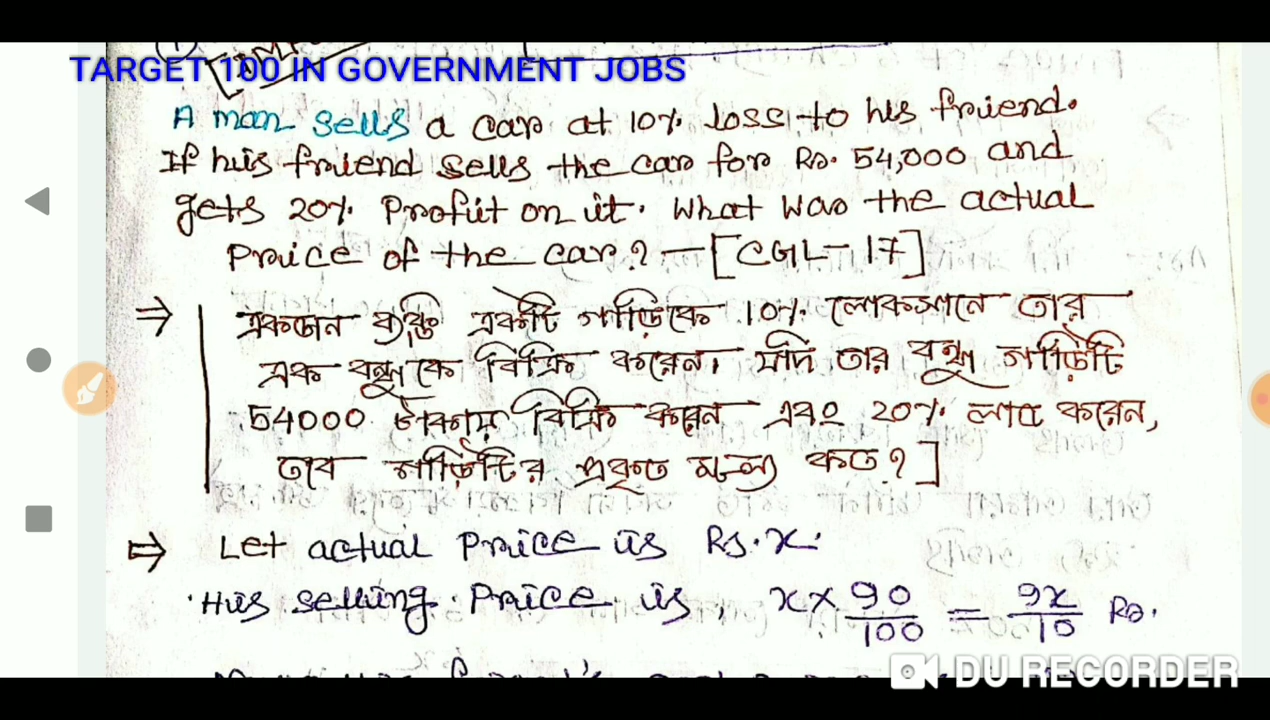 TARGET 100 IN GOVERNMENT JOBS
A man sells a car at 10% loss to his friend.
If his friend sells the car for Rs. 54,000 and
gets 20% Profit on it. What was the actual
Price of the car? — [CGL - 17]
⇒ একজন ব্যক্তি একটি গাড়িকে 10% লোকসানে তার
এক বন্ধুকে বিক্রি করেন। যদি তার বন্ধু গাড়িটি
54000 টাকায় বিক্রি করেন এবং 20% লাভ করেন,
তবে গাড়িটির প্রকৃত মূল্য কত? ]
⇒ Let actual Price is Rs. x.
His selling Price is, x × 90/100 = 9x/10 Rs.
DU RECORDER